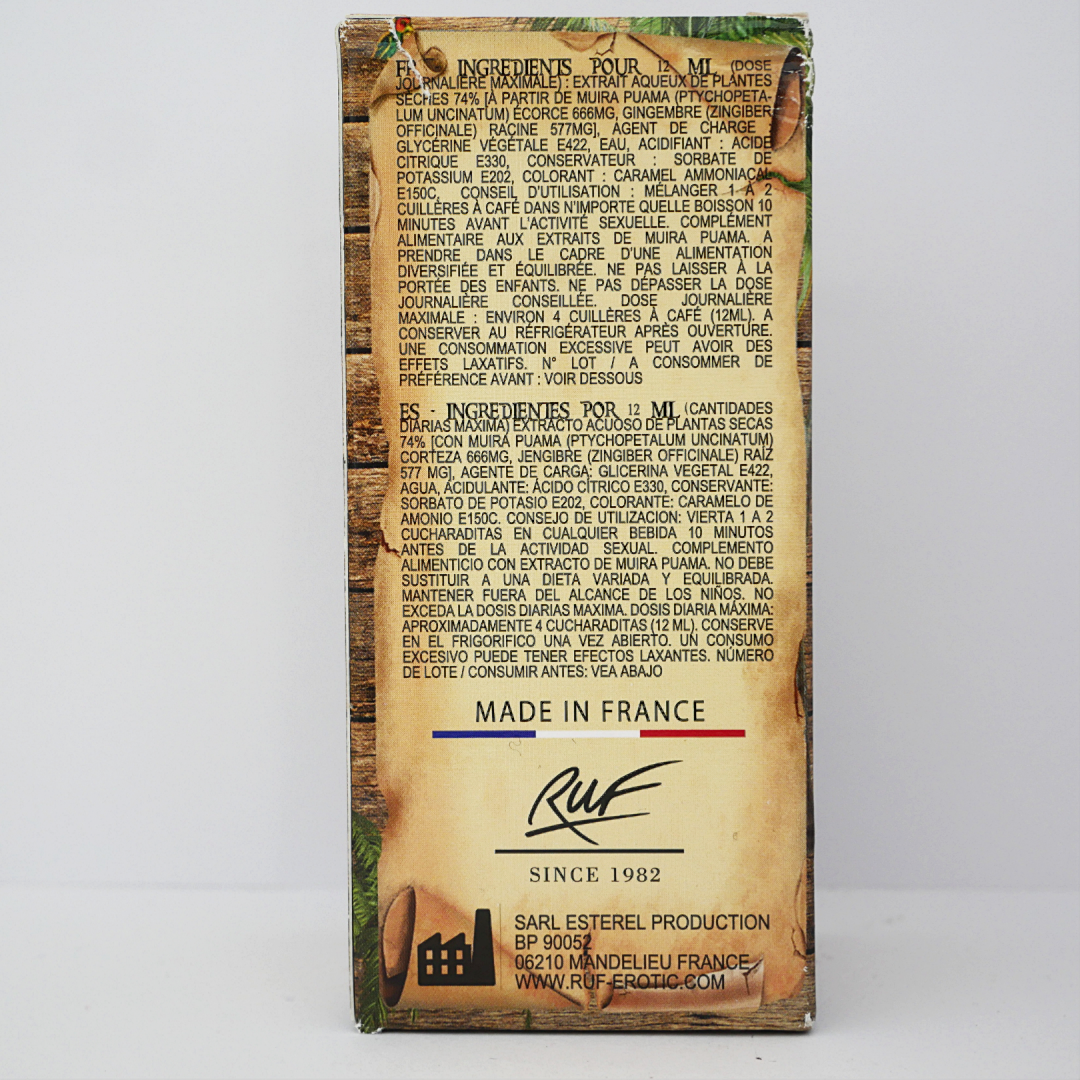 FR - INGREDIENTS POUR 12 ML (DOSE
JOURNALIÈRE MAXIMALE) : EXTRAIT AQUEUX DE PLANTES
SÈCHES 74% [À PARTIR DE MUIRA PUAMA (PTYCHOPETA-
LUM UNCINATUM) ÉCORCE 666MG, GINGEMBRE (ZINGIBER
OFFICINALE) RACINE 577MG], AGENT DE CHARGE :
GLYCÉRINE VÉGÉTALE E422, EAU, ACIDIFIANT : ACIDE
CITRIQUE E330, CONSERVATEUR : SORBATE DE
POTASSIUM E202, COLORANT : CARAMEL AMMONIACAL
E150C, CONSEIL D'UTILISATION : MÉLANGER 1 À 2
CUILLÈRES À CAFÉ DANS N'IMPORTE QUELLE BOISSON 10
MINUTES AVANT L'ACTIVITÉ SEXUELLE. COMPLÉMENT
ALIMENTAIRE AUX EXTRAITS DE MUIRA PUAMA. A
PRENDRE DANS LE CADRE D'UNE ALIMENTATION
DIVERSIFIÉE ET ÉQUILIBRÉE. NE PAS LAISSER À LA
PORTÉE DES ENFANTS. NE PAS DÉPASSER LA DOSE
JOURNALIÈRE CONSEILLÉE. DOSE JOURNALIÈRE
MAXIMALE : ENVIRON 4 CUILLÈRES À CAFÉ (12ML). A
CONSERVER AU RÉFRIGÉRATEUR APRÈS OUVERTURE.
UNE CONSOMMATION EXCESSIVE PEUT AVOIR DES
EFFETS LAXATIFS. N° LOT / A CONSOMMER DE
PRÉFÉRENCE AVANT : VOIR DESSOUS
ES - INGREDIENTES POR 12 ML (CANTIDADES
DIÀRIAS MAXIMA) EXTRACTO ACUOSO DE PLANTAS SECAS
74% [CON MUIRA PUAMA (PTYCHOPETALUM UNCINATUM)
CORTEZA 666MG, JENGIBRE (ZINGIBER OFFICINALE) RAÍZ
577 MG], AGENTE DE CARGA: GLICERINA VEGETAL E422,
AGUA, ACIDULANTE: ÁCIDO CÍTRICO E330, CONSERVANTE:
SORBATO DE POTASIO E202, COLORANTE: CARAMELO DE
AMONIO E150C. CONSEJO DE UTILIZACION: VIERTA 1 A 2
CUCHARADITAS EN CUALQUIER BEBIDA 10 MINUTOS
ANTES DE LA ACTIVIDAD SEXUAL. COMPLEMENTO
ALIMENTICIO CON EXTRACTO DE MUIRA PUAMA. NO DEBE
SUSTITUIR A UNA DIETA VARIADA Y EQUILIBRADA.
MANTENER FUERA DEL ALCANCE DE LOS NIÑOS. NO
EXCEDA LA DOSIS DIARIAS MAXIMA. DOSIS DIARIA MÁXIMA:
APROXIMADAMENTE 4 CUCHARADITAS (12 ML). CONSERVE
EN EL FRIGORIFICO UNA VEZ ABIERTO. UN CONSUMO
EXCESIVO PUEDE TENER EFECTOS LAXANTES. NÚMERO
DE LOTE / CONSUMIR ANTES: VEA ABAJO
MADE IN FRANCE
RUF
SINCE 1982
SARL ESTEREL PRODUCTION
BP 90052
06210 MANDELIEU FRANCE
WWW.RUF-EROTIC.COM